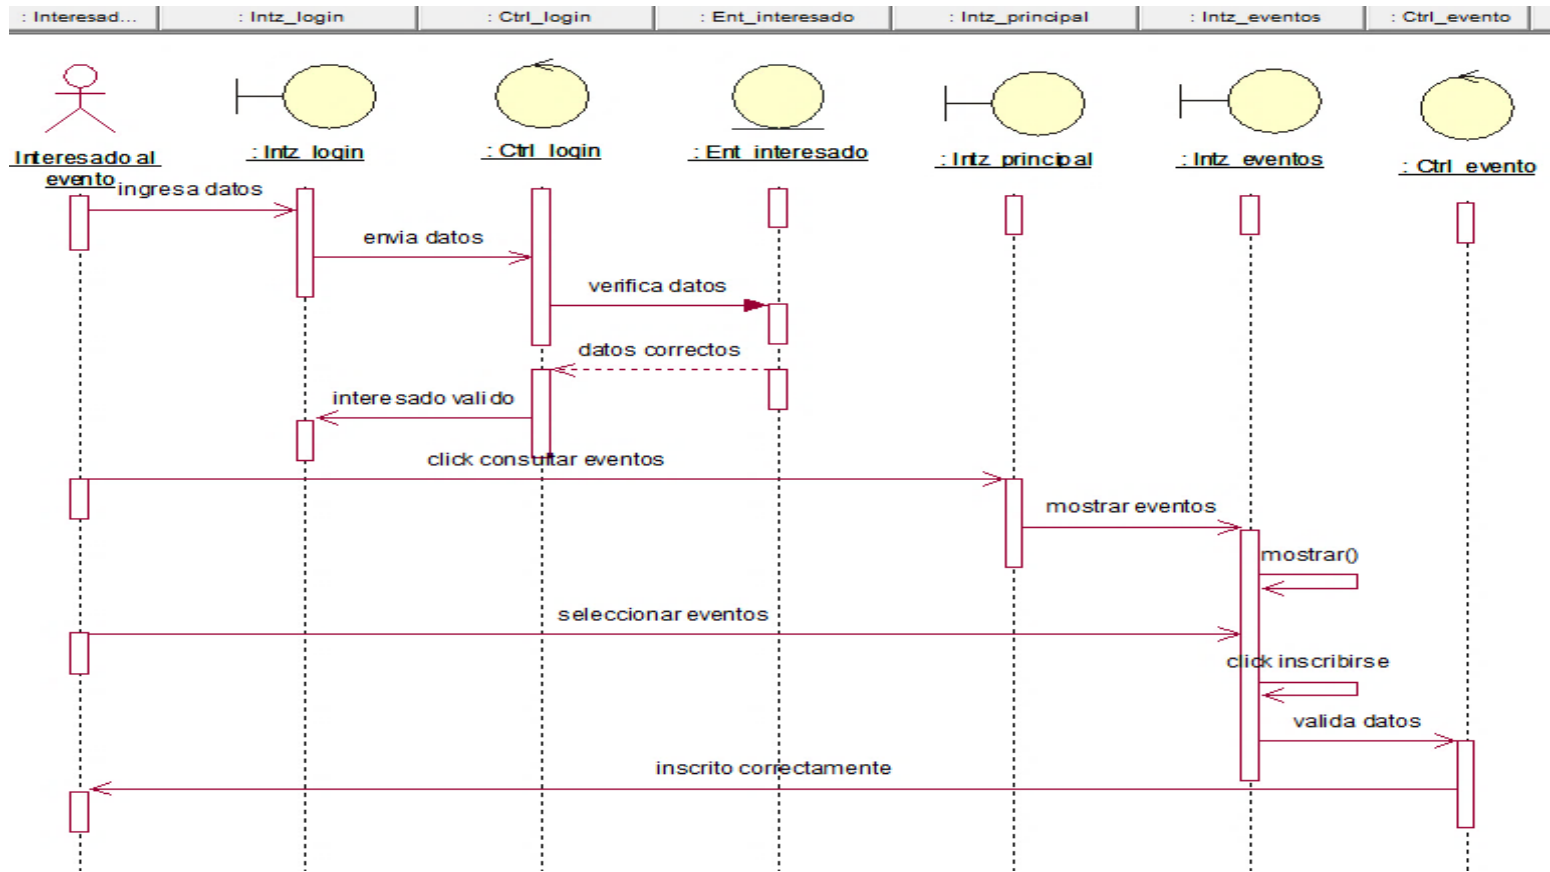 : Interesad...
: Intz_login
: Ctrl_login
: Ent_interesado
: Intz_principal
: Intz_eventos
: Ctrl_evento
Interesado al
evento
: Intz_login
: Ctrl_login
: Ent_interesado
: Intz_principal
: Intz_eventos
: Ctrl_evento
ingresa datos
envia datos
verifica datos
datos correctos
interesado valido
click consultar eventos
mostrar eventos
mostrar()
seleccionar eventos
click inscribirse
valida datos
inscrito correctamente